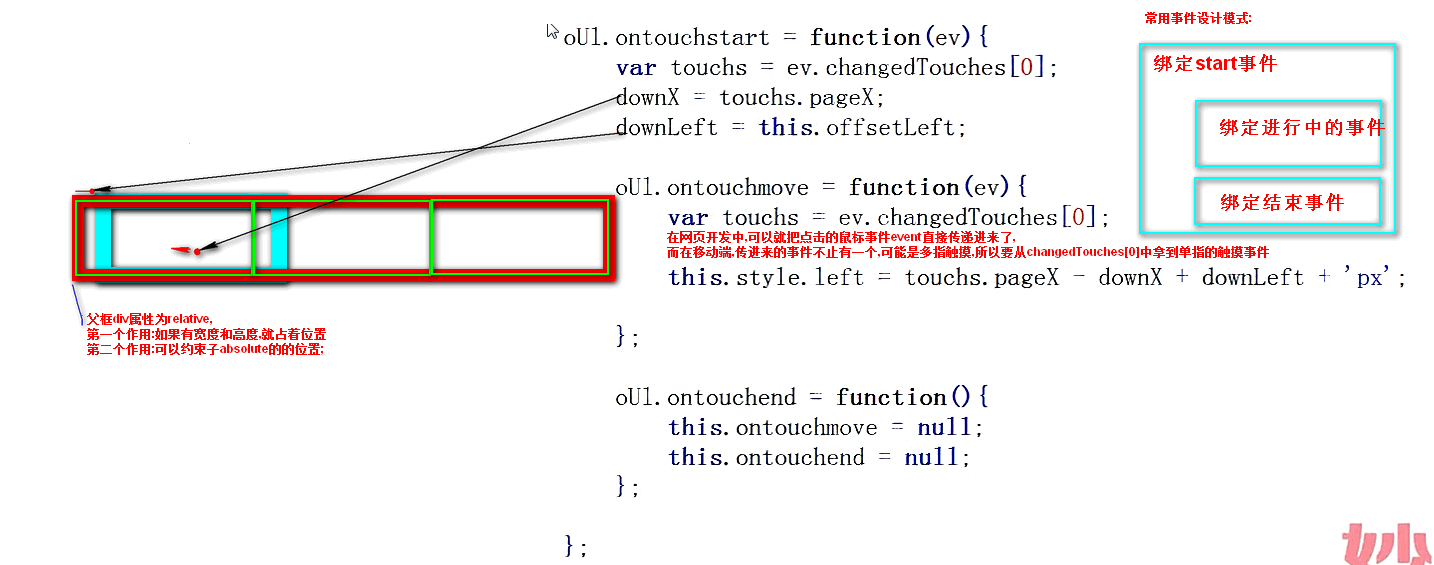 常用事件设计模式:
oUl.ontouchstart = function(ev){
绑定start事件
var touchs = ev.changedTouches[0];
downX = touchs.pageX;
绑定进行中的事件
downLeft = this.offsetLeft;
oUl.ontouchmove = function(ev){
绑定结束事件
var touchs = ev.changedTouches[0];
在网页开发中,可以就把点击的鼠标事件event直接传递进来了,
而在移动端,传进来的事件不止有一个,可能是多指触摸,所以要从changedTouches[0]中拿到单指的触摸事件
this.style.left = touchs.pageX - downX + downLeft + 'px';
};
父框div属性为relative,
第一个作用:如果有宽度和高度,就占着位置
第二个作用:可以约束子absolute的的位置;
oUl.ontouchend = function(){
this.ontouchmove = null;
this.ontouchend = null;
};
};